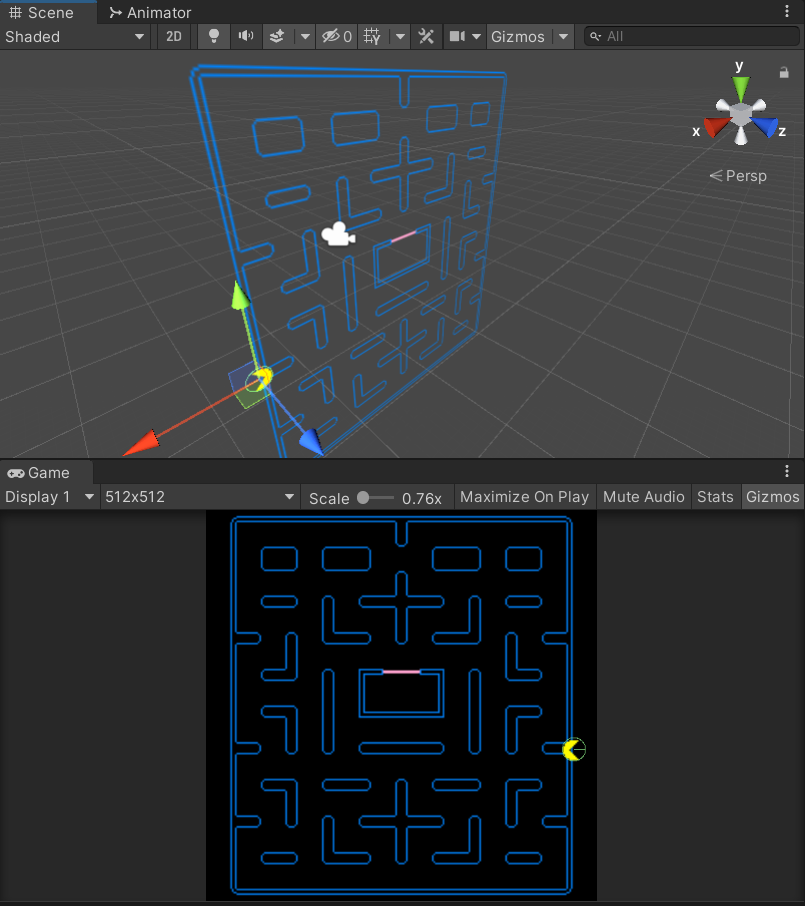 Scene Animator
Shaded 2D 0 Gizmos All
y
x z
Persp
Game
Display 1 512x512 Scale 0.76x Maximize On Play Mute Audio Stats Gizmos